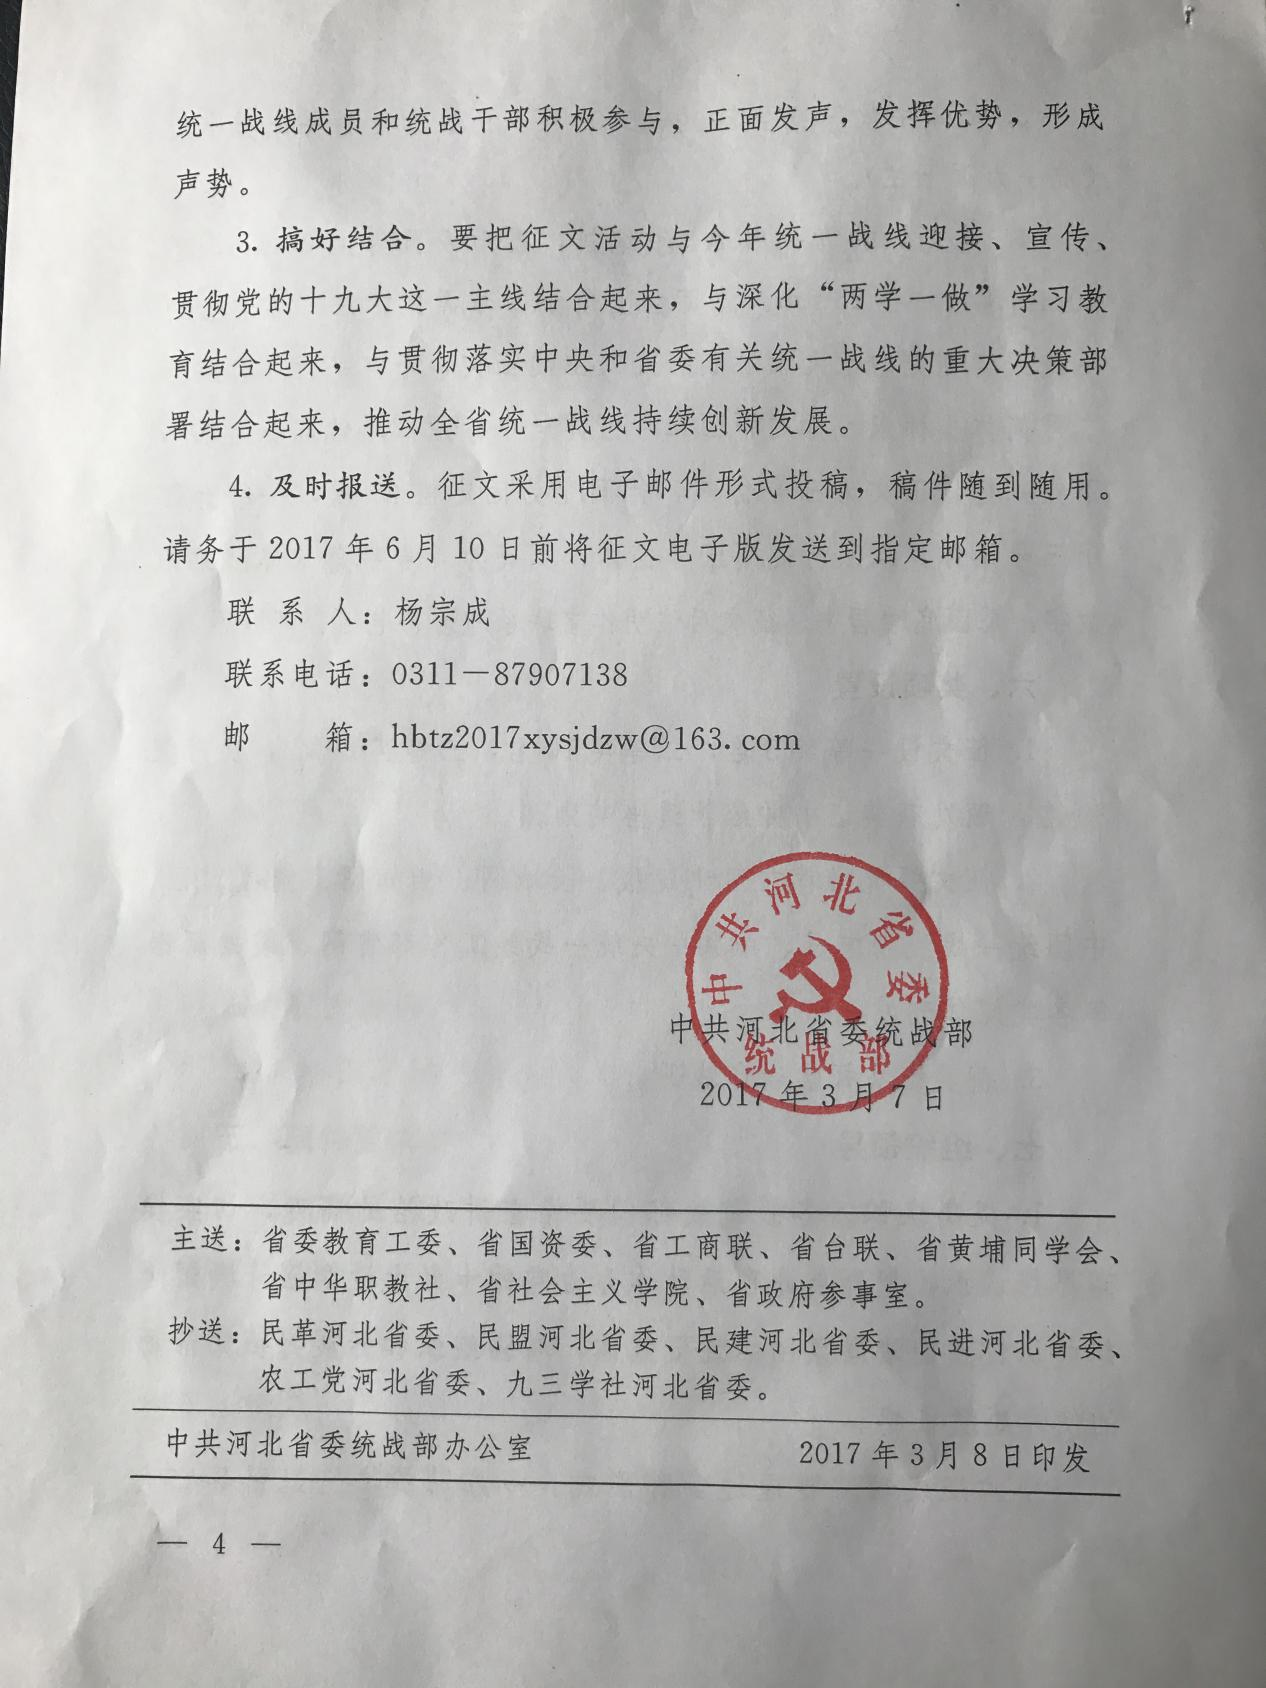 统一战线成员和统战干部积极参与，正面发声，发挥优势，形成
声势。
3. 搞好结合。要把征文活动与今年统一战线迎接、宣传、
贯彻党的十九大这一主线结合起来，与深化“两学一做”学习教
育结合起来，与贯彻落实中央和省委有关统一战线的重大决策部
署结合起来，推动全省统一战线持续创新发展。
4. 及时报送。征文采用电子邮件形式投稿，稿件随到随用。
请务于 2017 年 6 月 10 日前将征文电子版发送到指定邮箱。
联 系 人：杨宗成
联系电话：0311－87907138
邮 箱：hbtz2017xysjdzw@163.com
中共河北省委
统战部
中共河北省委统战部
2017 年 3 月 7 日
主送：省委教育工委、省国资委、省工商联、省台联、省黄埔同学会、
省中华职教社、省社会主义学院、省政府参事室。
抄送：民革河北省委、民盟河北省委、民建河北省委、民进河北省委、
农工党河北省委、九三学社河北省委。
中共河北省委统战部办公室 2017 年 3 月 8 日印发
— 4 —